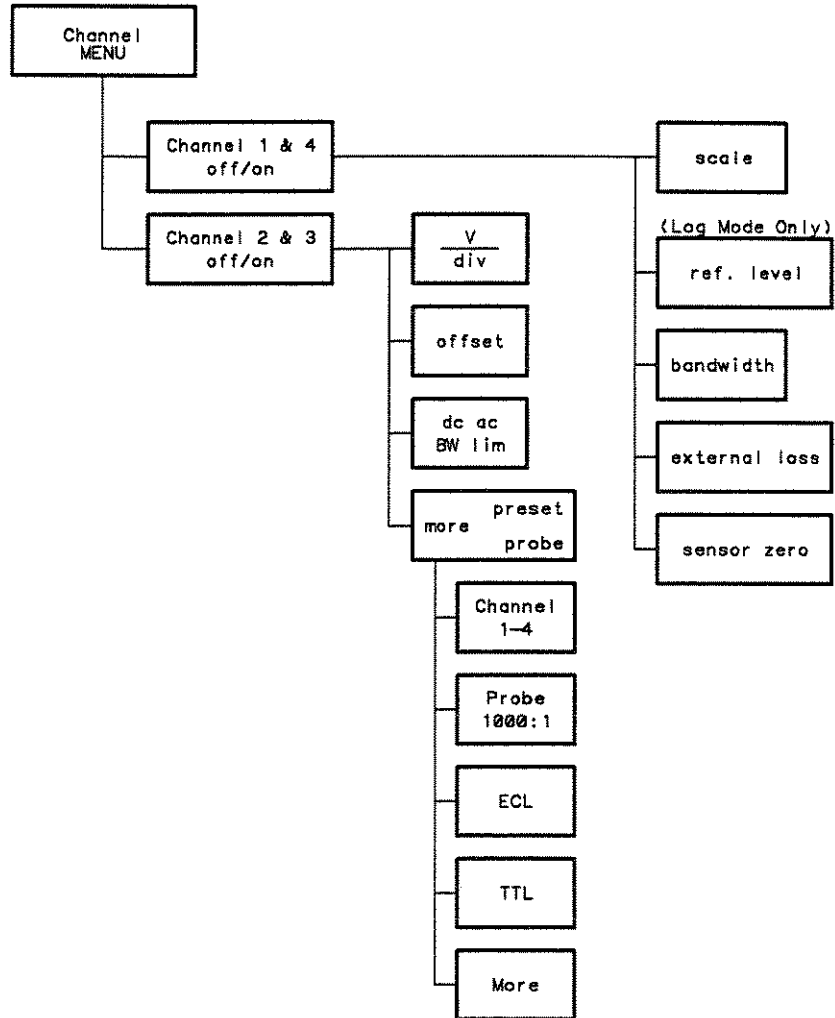 Channel
MENU
Channel 1 & 4
off/on
scale
Channel 2 & 3
off/on
V
div
(Log Mode Only)
ref. level
offset
bandwidth
dc ac
BW lim
external loss
more preset
probe
sensor zero
Channel
1-4
Probe
1000:1
ECL
TTL
More